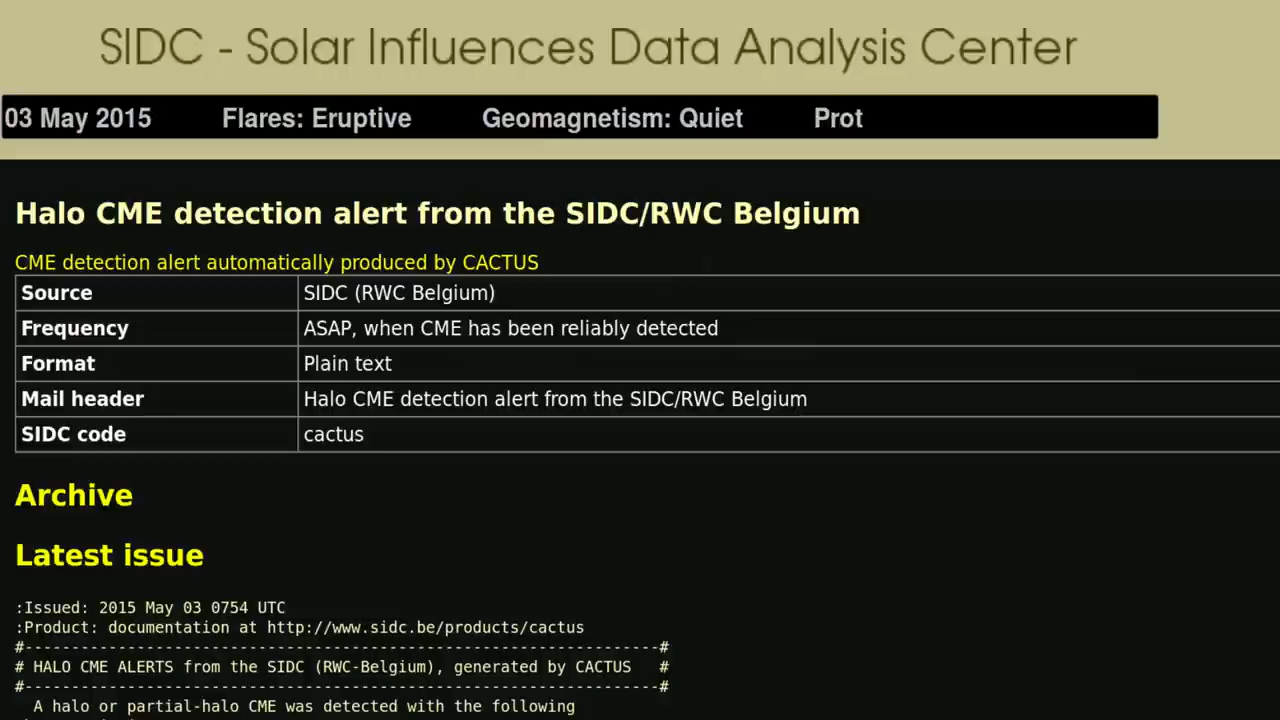 SIDC - Solar Influences Data Analysis Center
03 May 2015 Flares: Eruptive Geomagnetism: Quiet Prot
Halo CME detection alert from the SIDC/RWC Belgium
CME detection alert automatically produced by CACTUS
Source SIDC (RWC Belgium)
Frequency ASAP, when CME has been reliably detected
Format Plain text
Mail header Halo CME detection alert from the SIDC/RWC Belgium
SIDC code cactus
Archive
Latest issue
:Issued: 2015 May 03 0754 UTC
:Product: documentation at http://www.sidc.be/products/cactus
#--------------------------------------------------------------------#
# HALO CME ALERTS from the SIDC (RWC-Belgium), generated by CACTUS #
#--------------------------------------------------------------------#
A halo or partial-halo CME was detected with the following